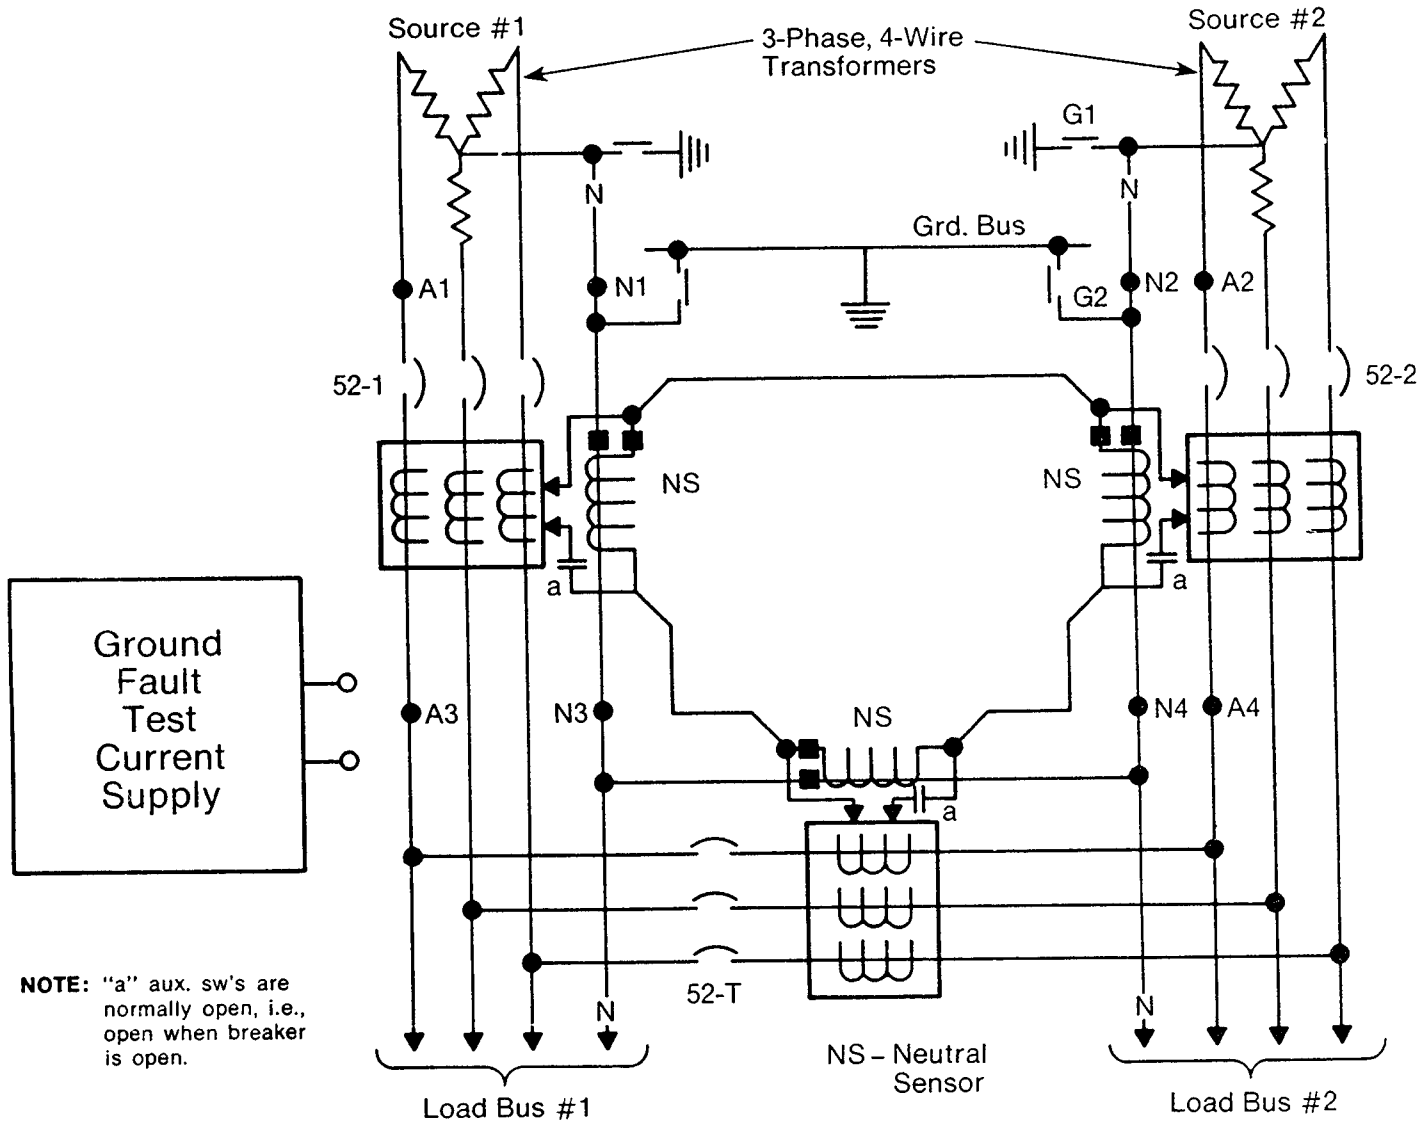 Source #1
Source #2
3-Phase, 4-Wire
Transformers
G1
N
N
Grd. Bus
A1
N1
G2
N2
A2
52-1
52-2
NS
NS
a
a
Ground
Fault
Test
Current
Supply
A3
N3
NS
N4
A4
a
52-T
NOTE: "a" aux. sw's are
normally open, i.e.,
open when breaker
is open.
N
N
NS – Neutral
Sensor
Load Bus #1
Load Bus #2